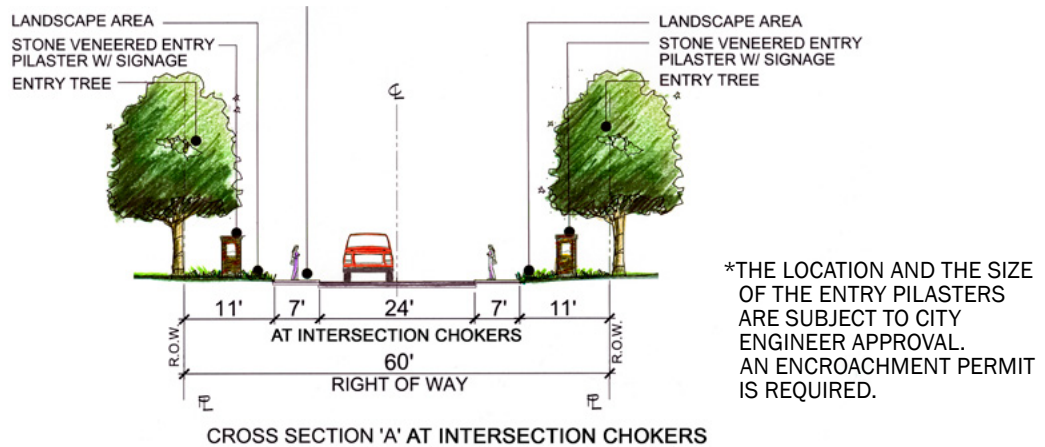 LANDSCAPE AREA
STONE VENEERED ENTRY
PILASTER W/ SIGNAGE
ENTRY TREE
LANDSCAPE AREA
STONE VENEERED ENTRY
PILASTER W/ SIGNAGE
ENTRY TREE
℄
*THE LOCATION AND THE SIZE
OF THE ENTRY PILASTERS
ARE SUBJECT TO CITY
ENGINEER APPROVAL.
AN ENCROACHMENT PERMIT
IS REQUIRED.
11' 7' 24' 7' 11'
AT INTERSECTION CHOKERS
R.O.W. R.O.W.
60'
RIGHT OF WAY
PL PL
CROSS SECTION 'A' AT INTERSECTION CHOKERS